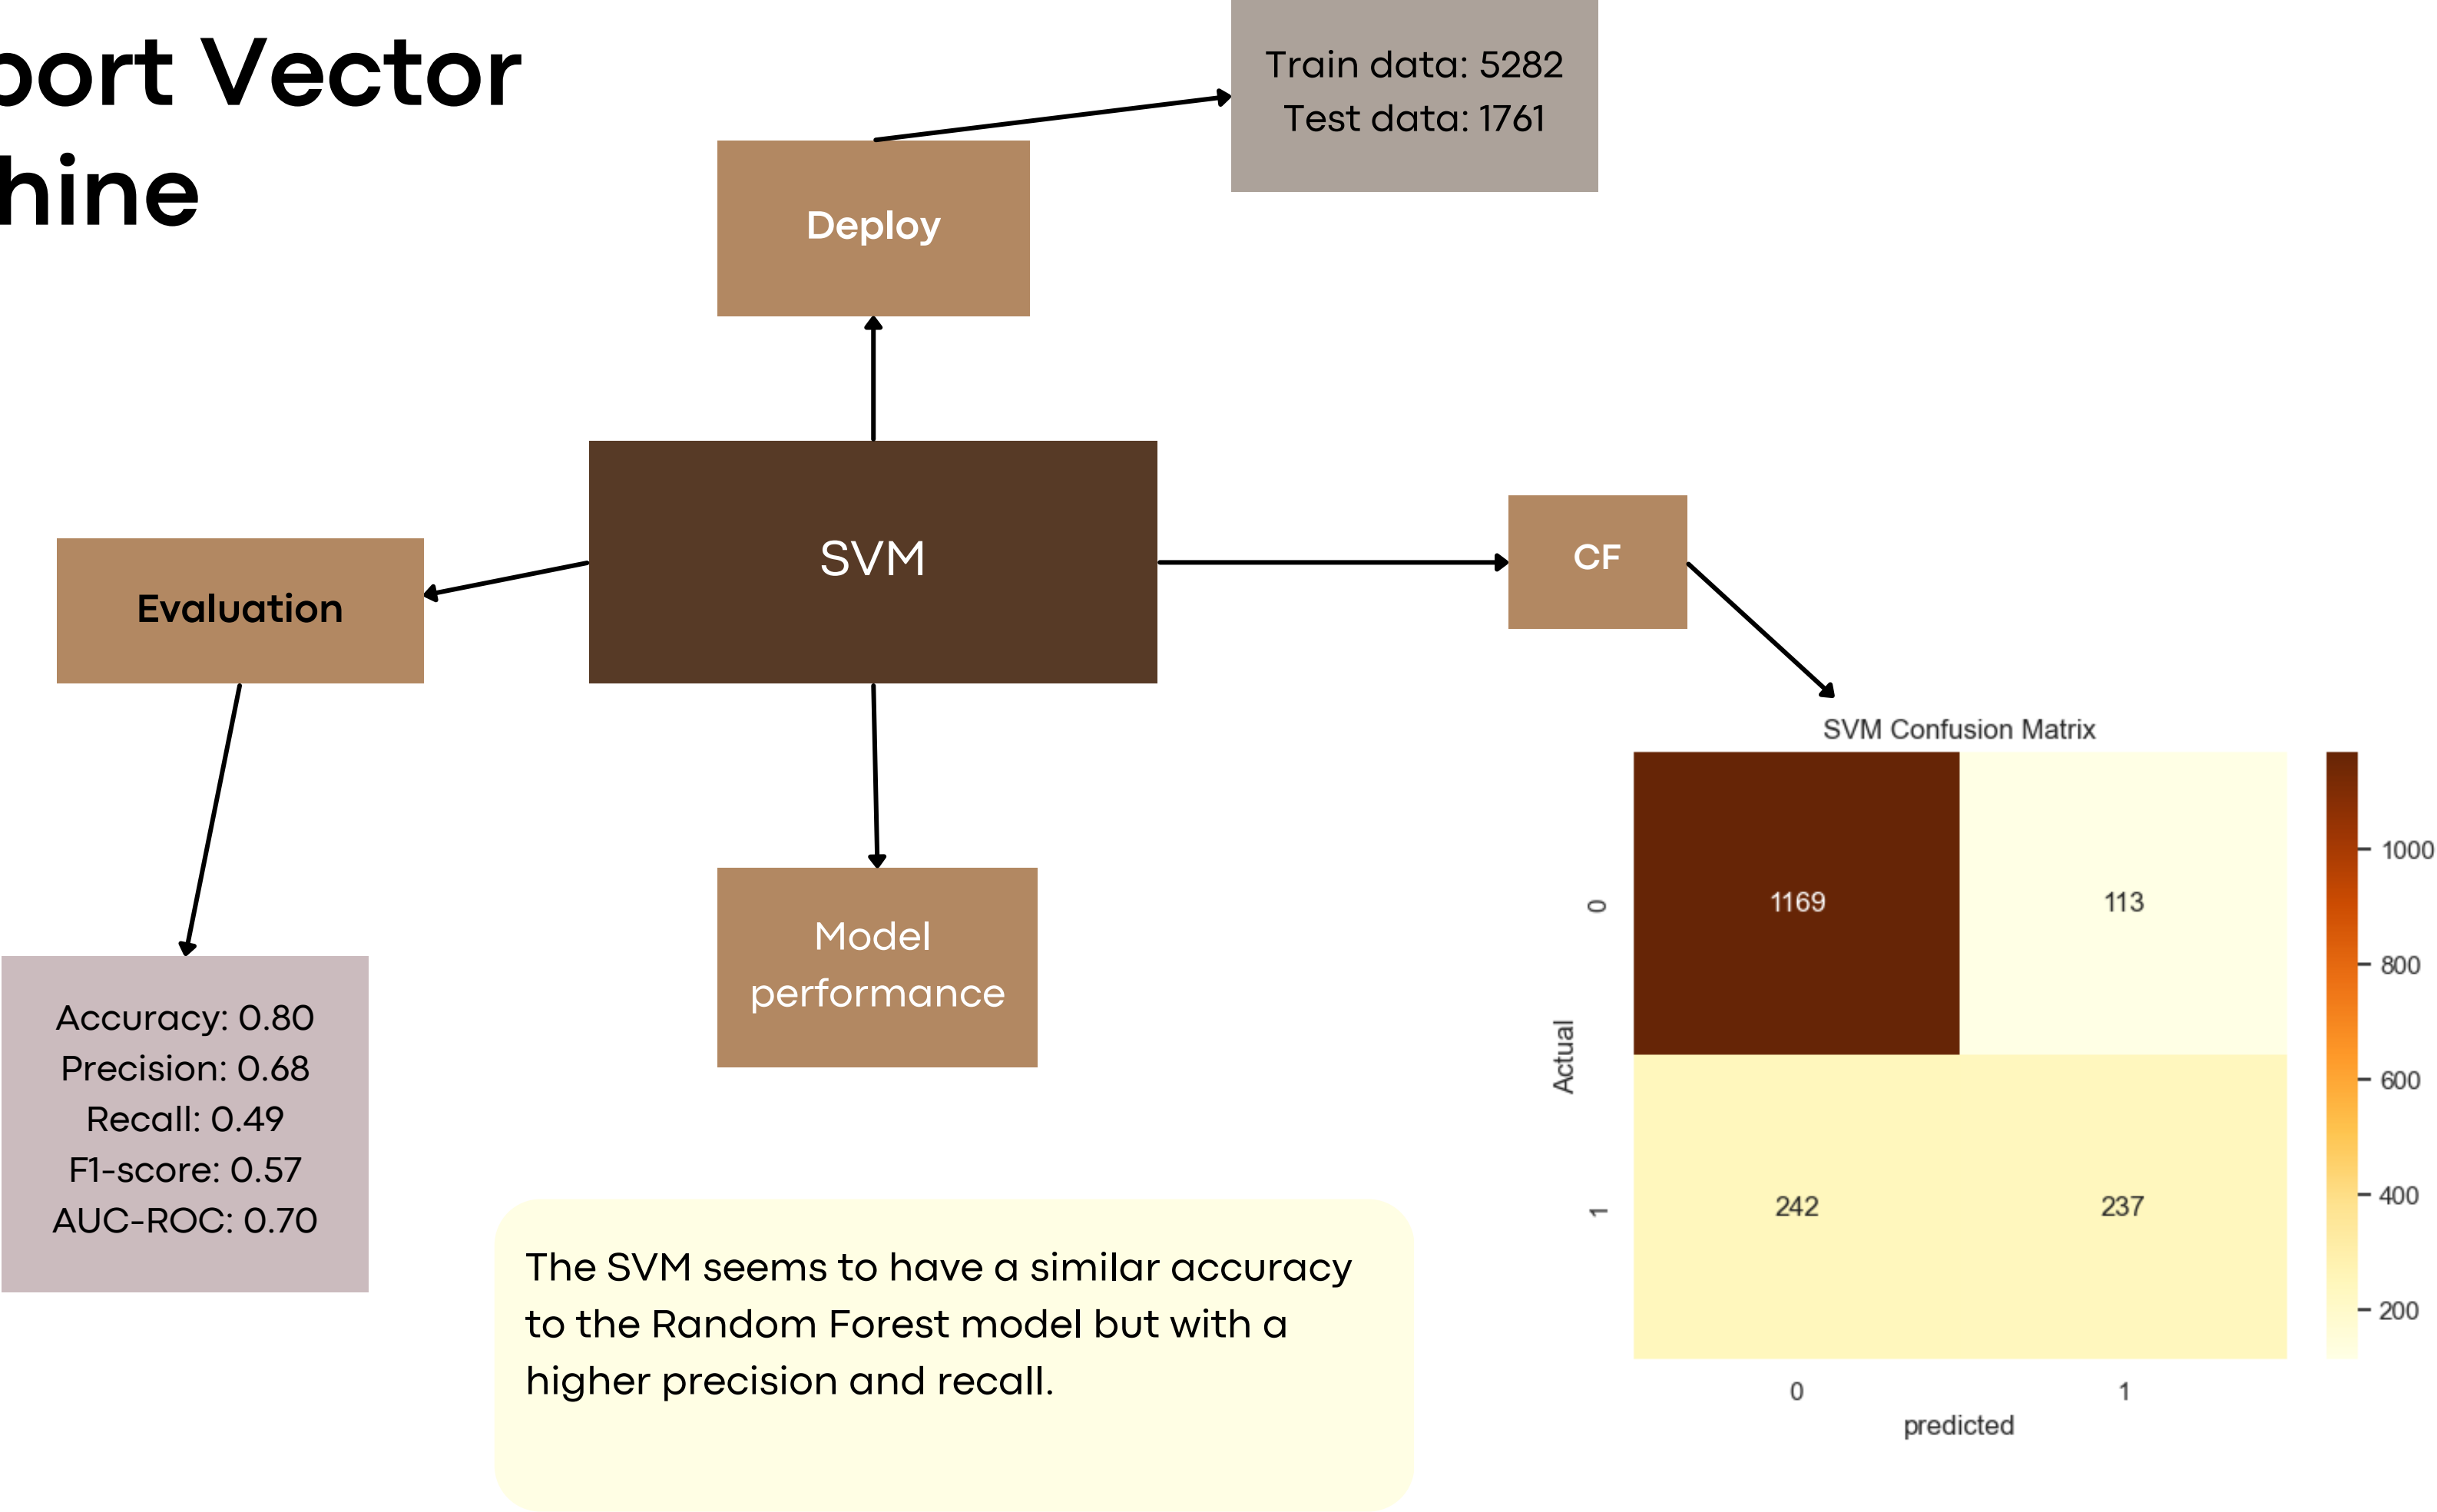 port Vector
hine
Train data: 5282
Test data: 1761
Deploy
SVM
CF
Evaluation
Model
performance
Accuracy: 0.80
Precision: 0.68
Recall: 0.49
F1-score: 0.57
AUC-ROC: 0.70
The SVM seems to have a similar accuracy
to the Random Forest model but with a
higher precision and recall.
SVM Confusion Matrix
1169
113
242
237
0
1
Actual
0
1
predicted
1000
800
600
400
200